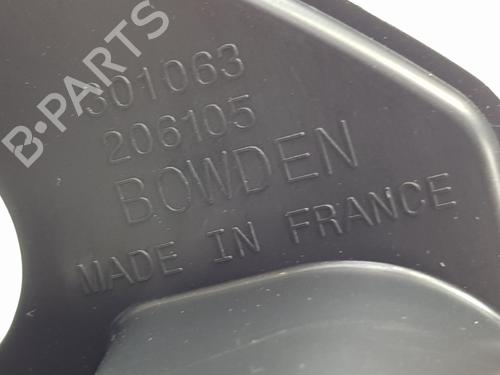 B-PARTS
301063
206105
BOWDEN
MADE IN FRANCE